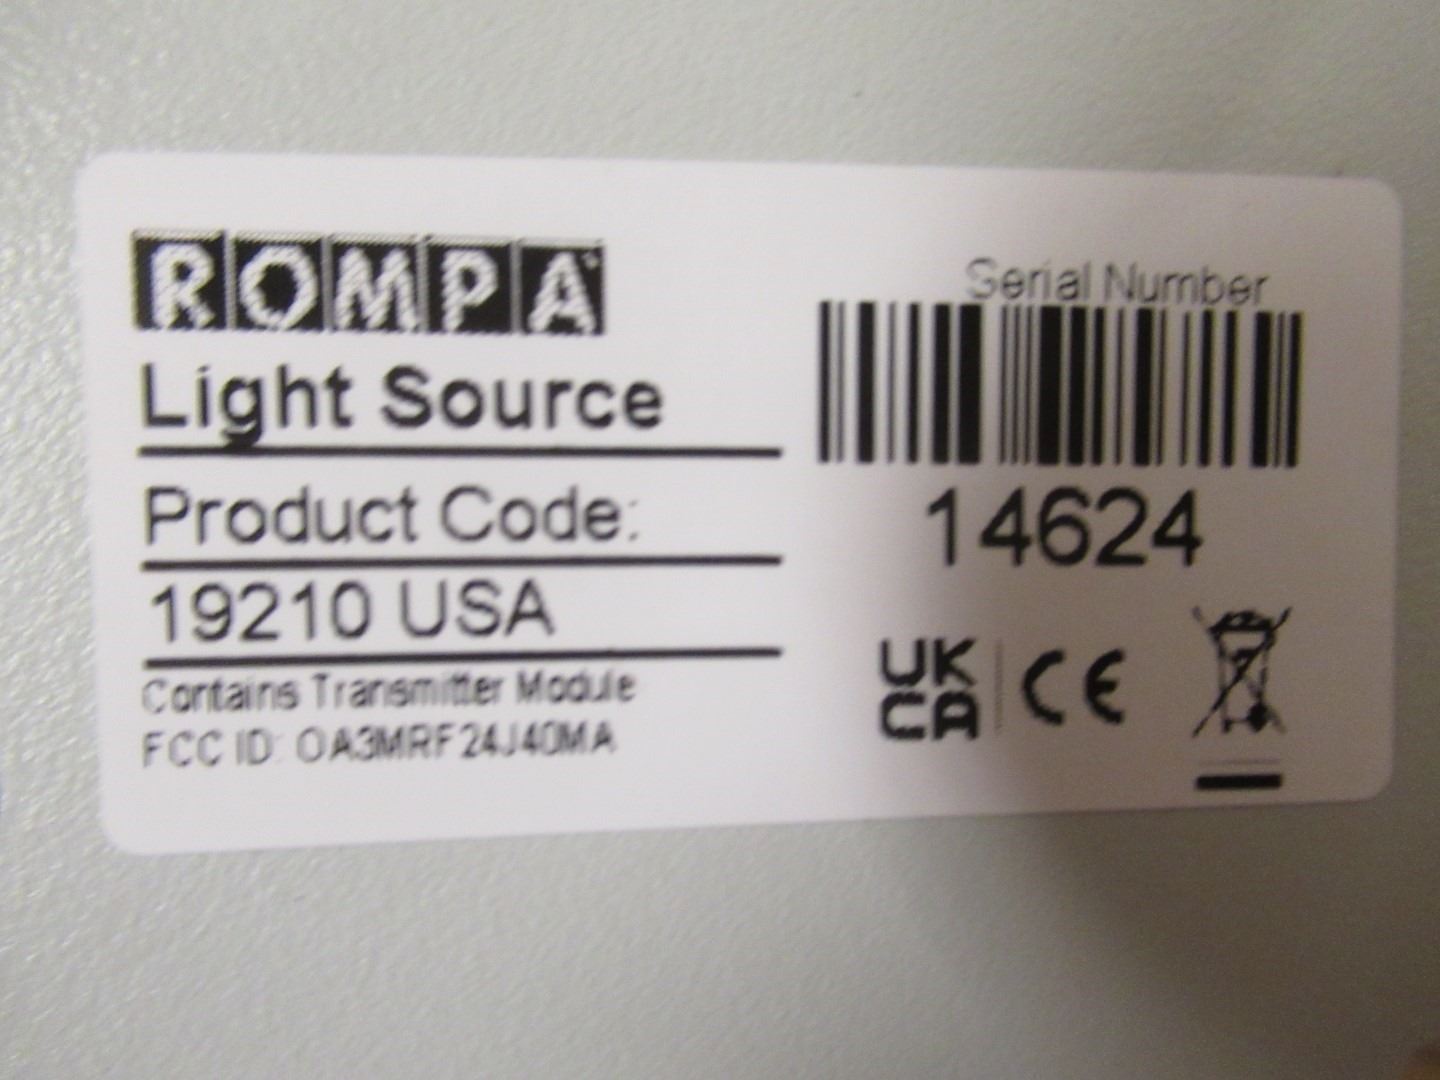 ROMPA
Light Source
Product Code:
19210 USA
Contains Transmitter Module
FCC ID: OA3MRF24J40MA
Serial Number
14624
UK
CA
CE